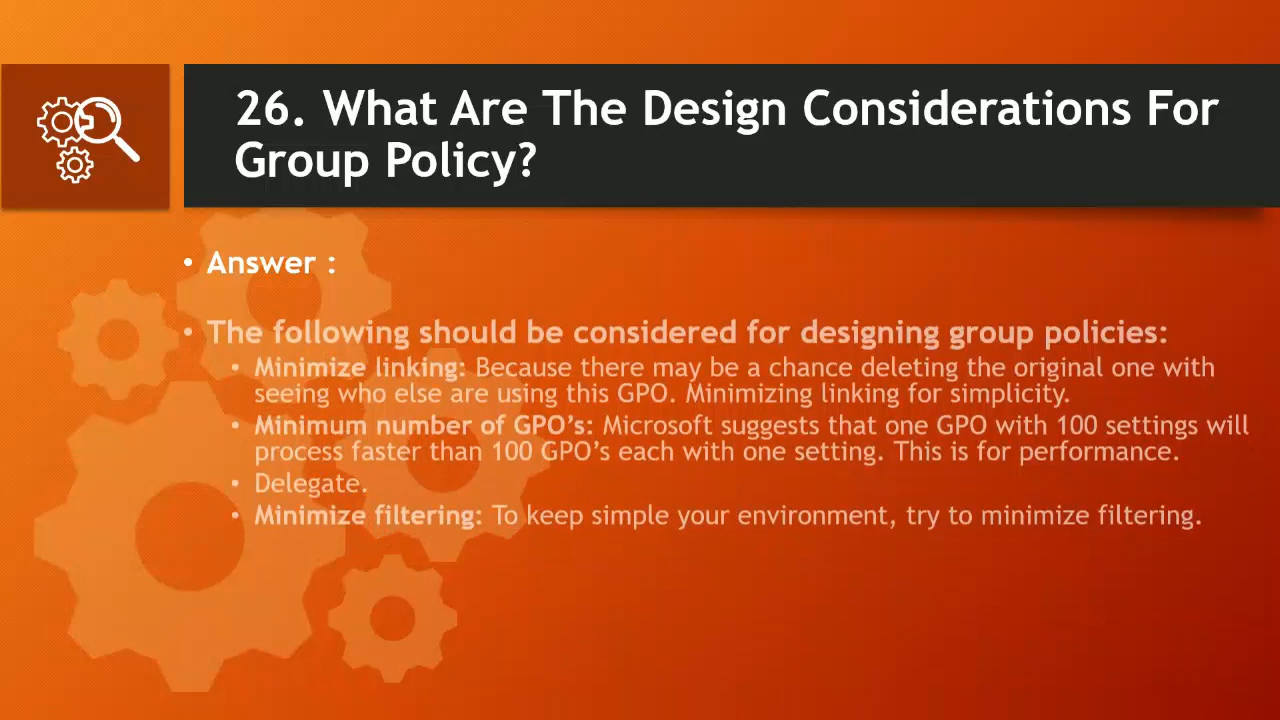 26. What Are The Design Considerations For
Group Policy?
• Answer :
• The following should be considered for designing group policies:
• Minimize linking: Because there may be a chance deleting the original one with
seeing who else are using this GPO. Minimizing linking for simplicity.
• Minimum number of GPO’s: Microsoft suggests that one GPO with 100 settings will
process faster than 100 GPO’s each with one setting. This is for performance.
• Delegate.
• Minimize filtering: To keep simple your environment, try to minimize filtering.